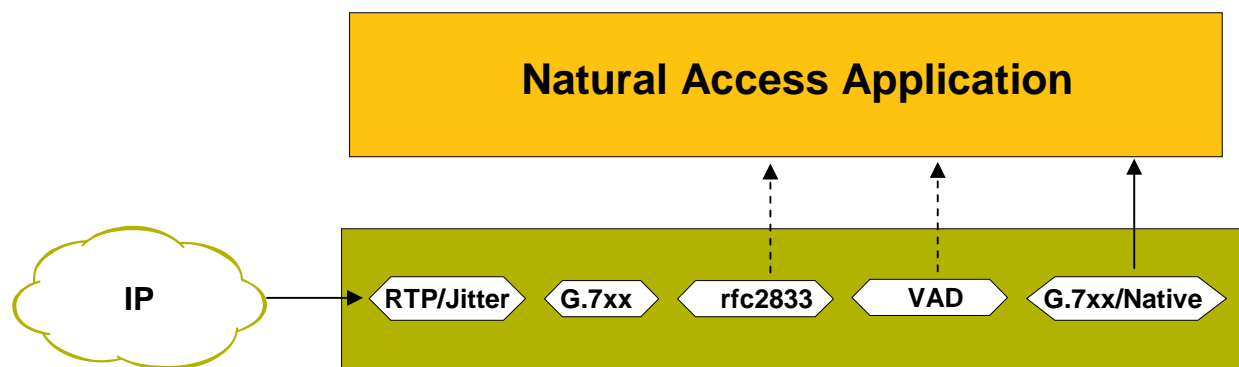 Natural Access Application
IP
RTP/Jitter
G.7xx
rfc2833
VAD
G.7xx/Native